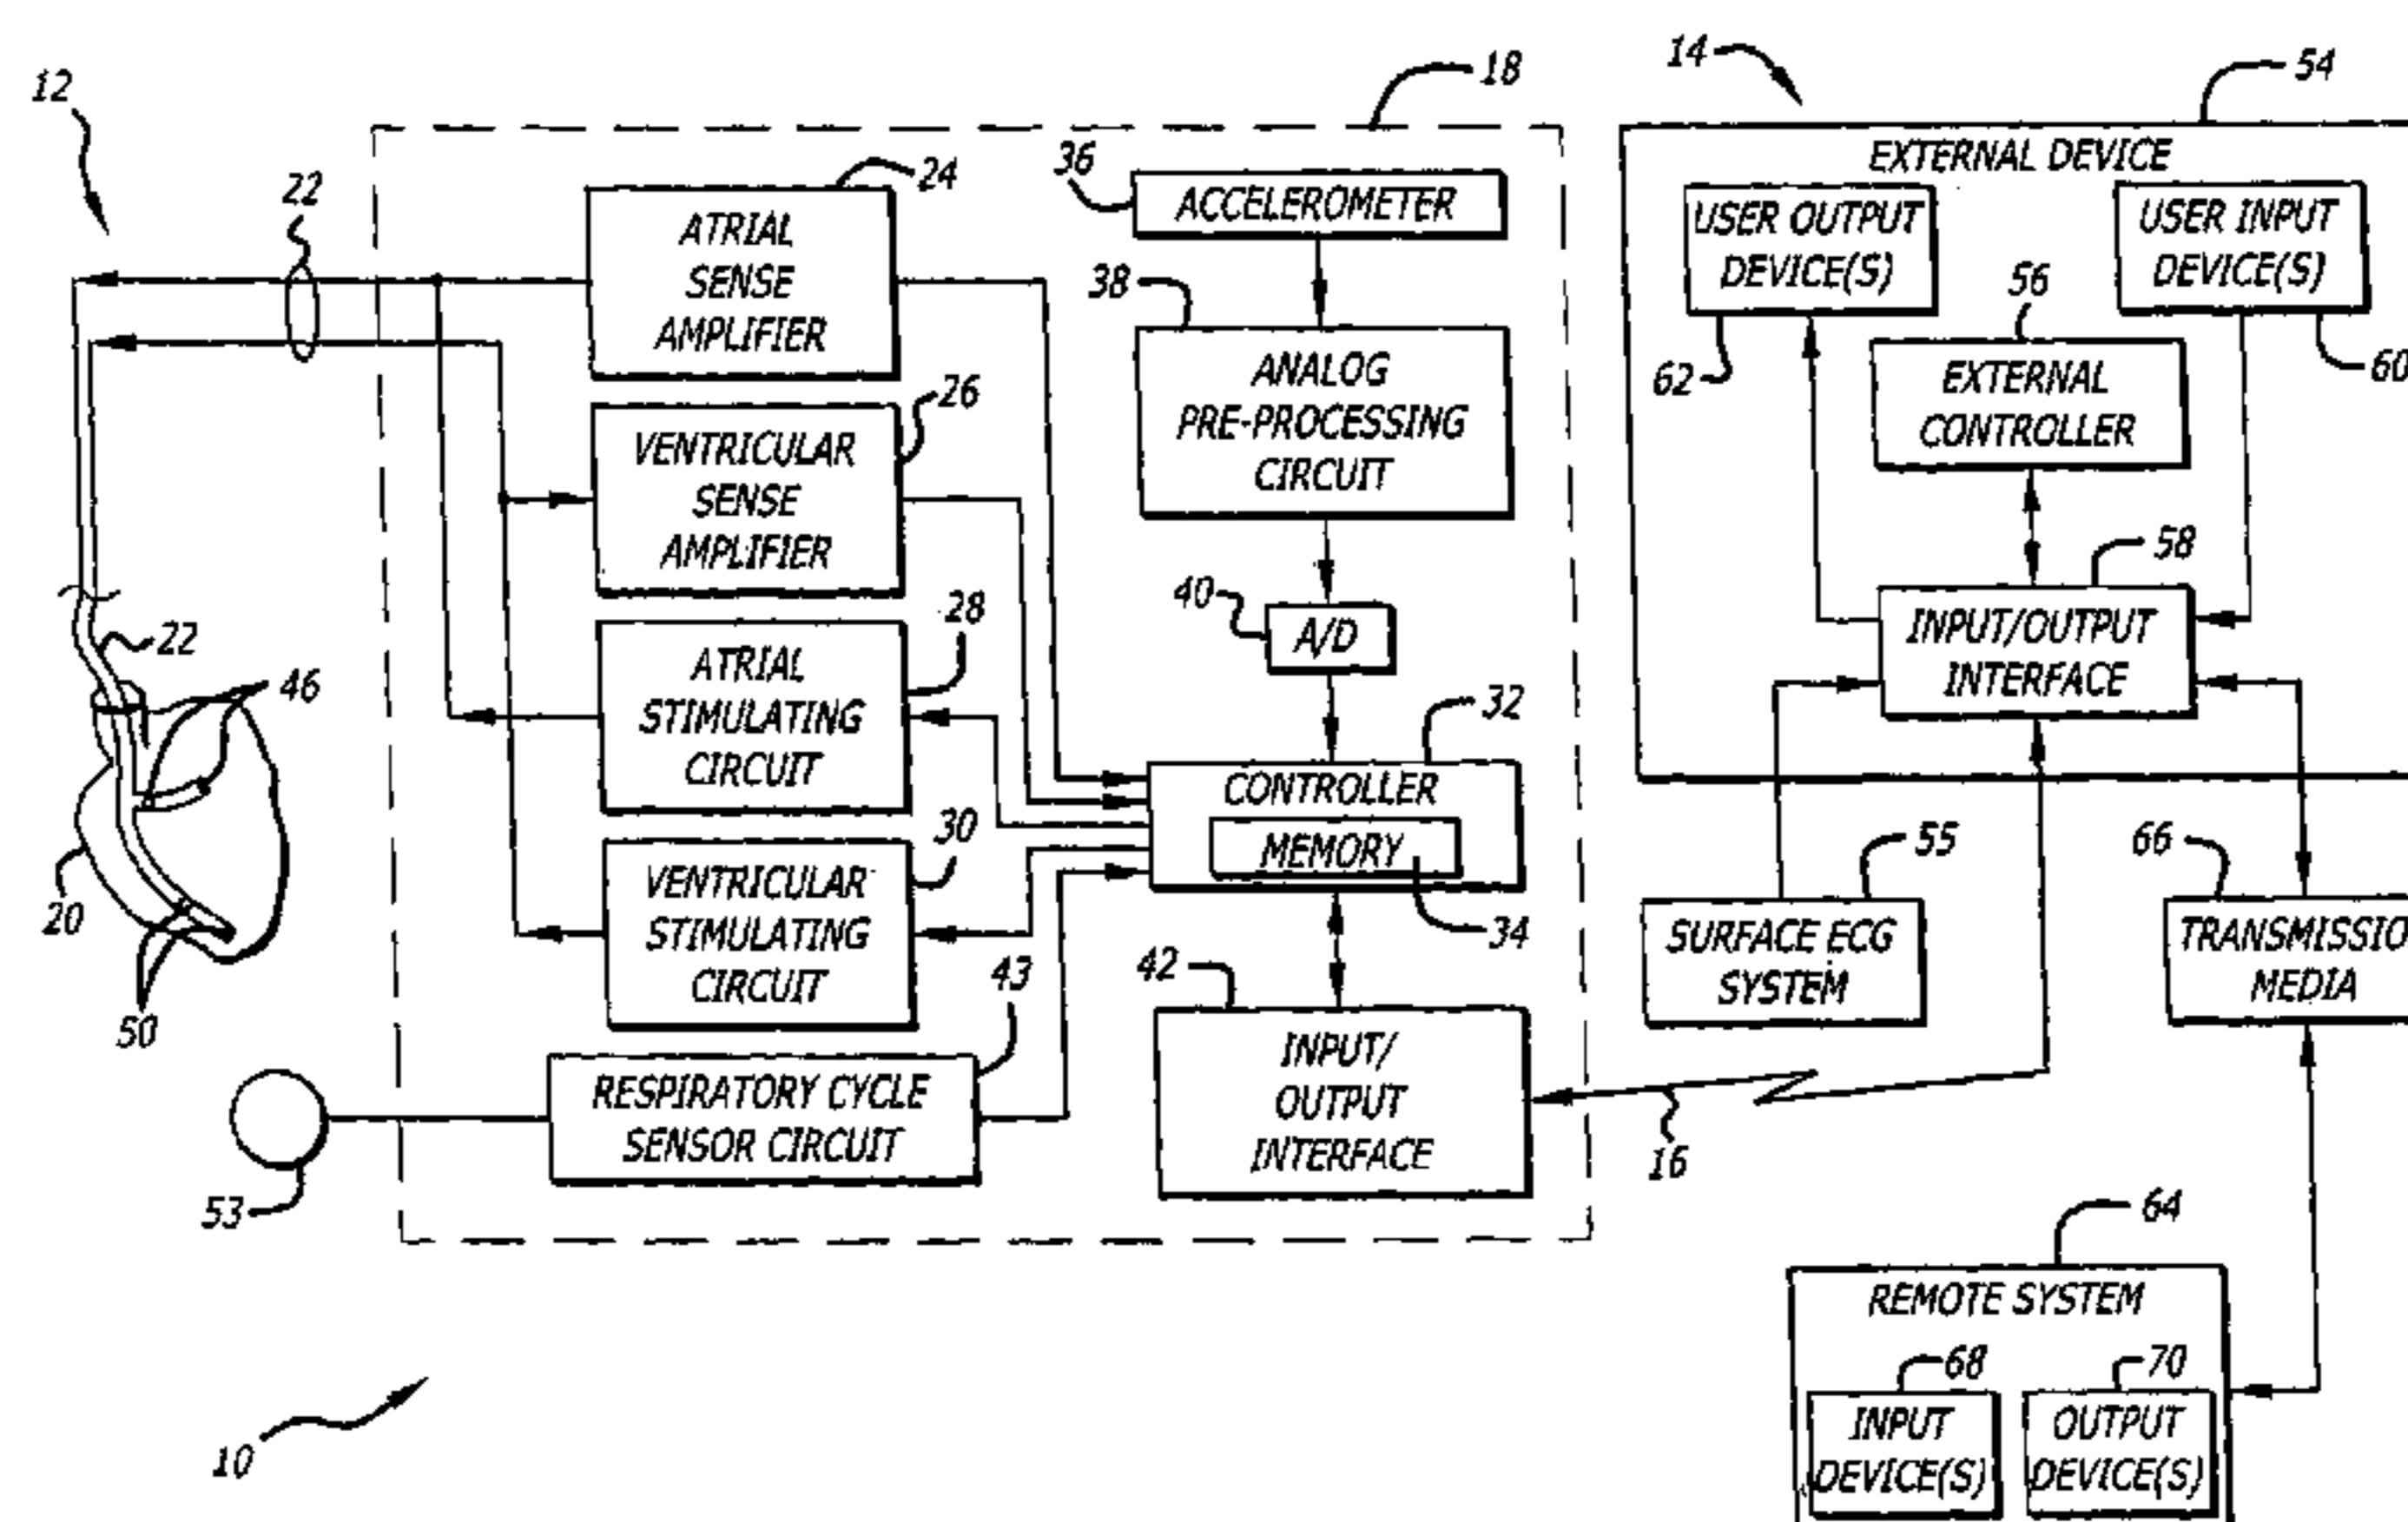 12
22
24
ATRIAL
SENSE
AMPLIFIER
26
VENTRICULAR
SENSE
AMPLIFIER
28
ATRIAL
STIMULATING
CIRCUIT
30
VENTRICULAR
STIMULATING
CIRCUIT
43
RESPIRATORY CYCLE
SENSOR CIRCUIT
22
46
20
50
53
10
18
36
ACCELEROMETER
38
ANALOG
PRE-PROCESSING
CIRCUIT
40
A/D
32
CONTROLLER
MEMORY
34
42
INPUT/
OUTPUT
INTERFACE
16
14
54
EXTERNAL DEVICE
USER OUTPUT
DEVICE(S)
62
USER INPUT
DEVICE(S)
60
56
EXTERNAL
CONTROLLER
58
INPUT/OUTPUT
INTERFACE
55
SURFACE ECG
SYSTEM
66
TRANSMISSIO
MEDIA
64
REMOTE SYSTEM
68
INPUT
DEVICE(S)
70
OUTPUT
DEVICE(S)